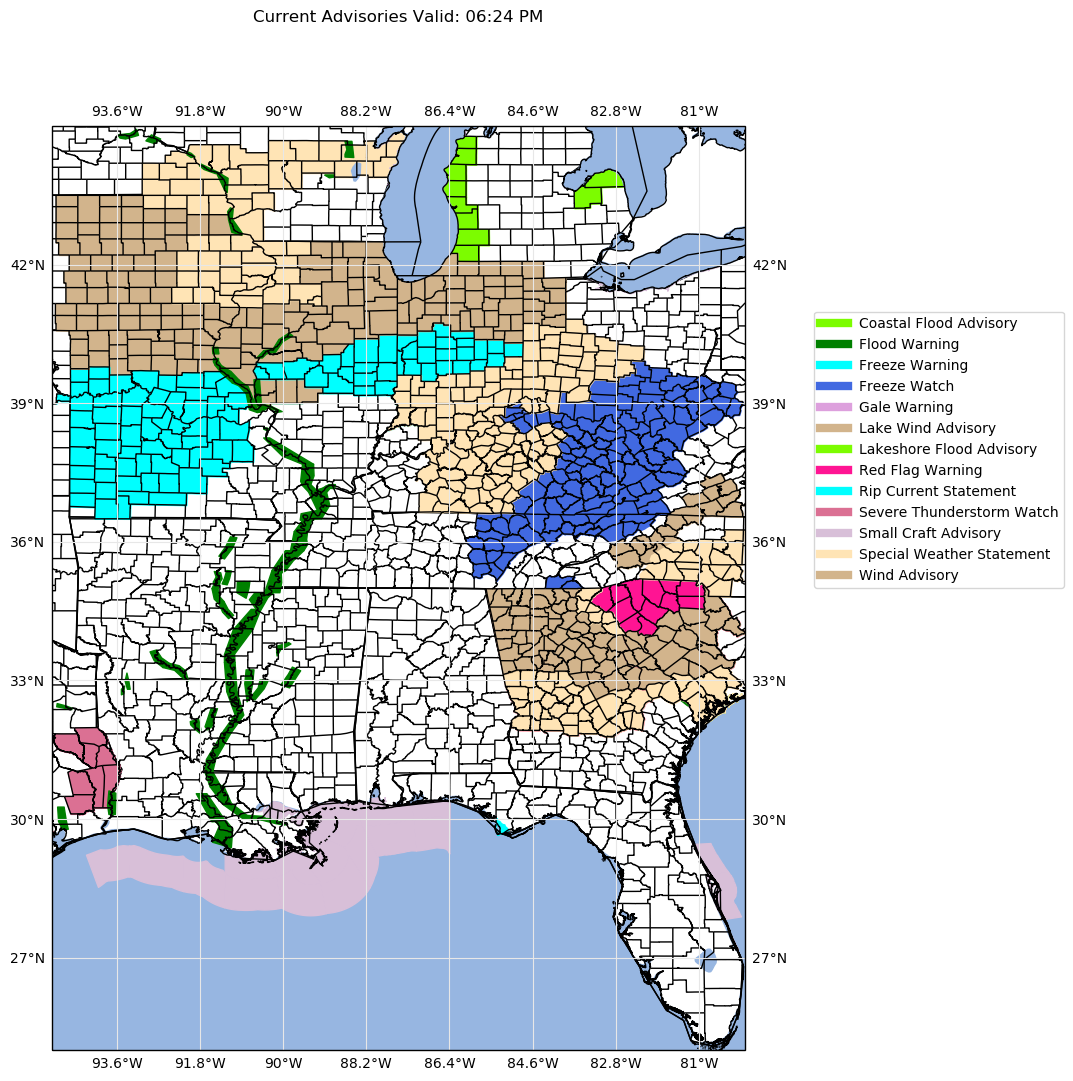 Current Advisories Valid: 06:24 PM
93.6°W 91.8°W 90°W 88.2°W 86.4°W 84.6°W 82.8°W 81°W
42°N 42°N
39°N 39°N
36°N 36°N
33°N 33°N
30°N 30°N
27°N 27°N
93.6°W 91.8°W 90°W 88.2°W 86.4°W 84.6°W 82.8°W 81°W
Coastal Flood Advisory
Flood Warning
Freeze Warning
Freeze Watch
Gale Warning
Lake Wind Advisory
Lakeshore Flood Advisory
Red Flag Warning
Rip Current Statement
Severe Thunderstorm Watch
Small Craft Advisory
Special Weather Statement
Wind Advisory